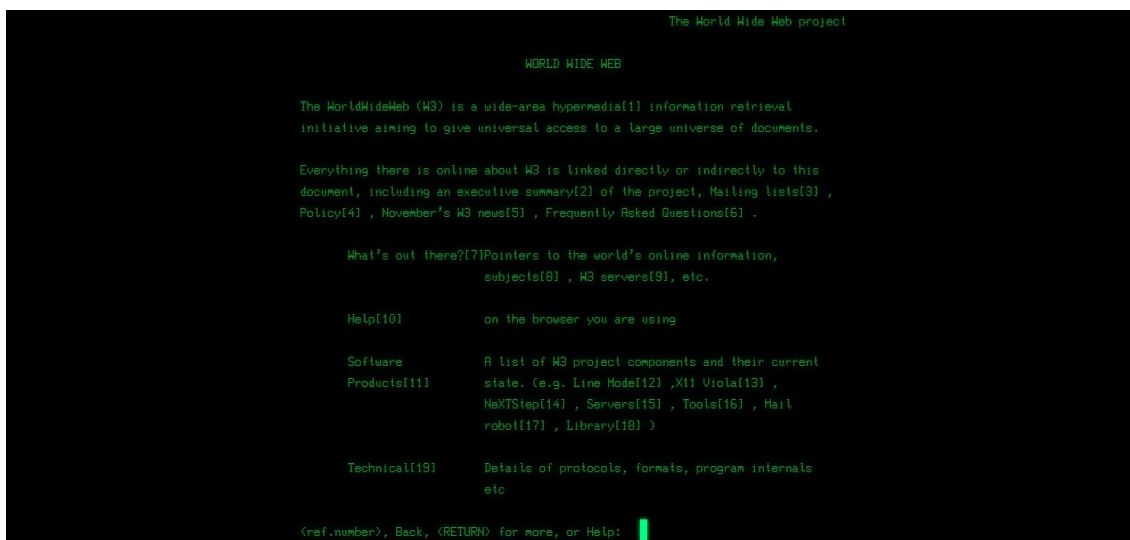 The World Wide Web project
WORLD WIDE WEB
The WorldWideWeb (W3) is a wide-area hypermedia[1] information retrieval
initiative aiming to give universal access to a large universe of documents.
Everything there is online about W3 is linked directly or indirectly to this
document, including an executive summary[2] of the project, Mailing lists[3] ,
Policy[4] , November's W3 news[5] , Frequently Asked Questions[6] .
What's out there?[7]Pointers to the world's online information,
subjects[8] , W3 servers[9], etc.
Help[10] on the browser you are using
Software A list of W3 project components and their current
Products[11] state. (e.g. Line Mode[12] ,X11 Viola[13] ,
NeXTStep[14] , Servers[15] , Tools[16] , Mail
robot[17] , Library[18] )
Technical[19] Details of protocols, formats, program internals
etc
<ref.number>, Back, <RETURN> for more, or Help: